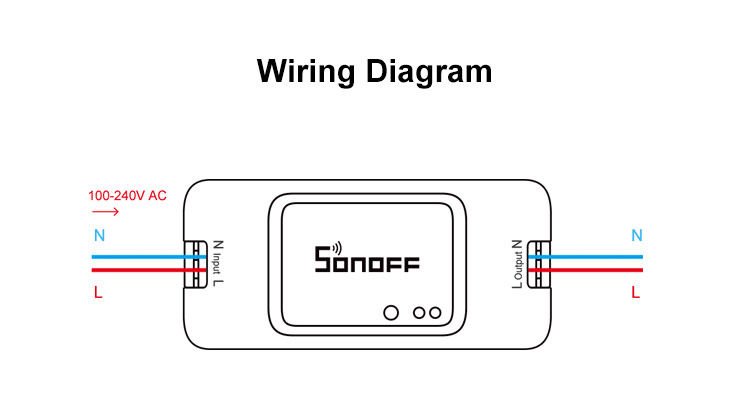 Wiring Diagram
100-240V AC
N
L
N Input L
SONOFF
L Output N
N
L